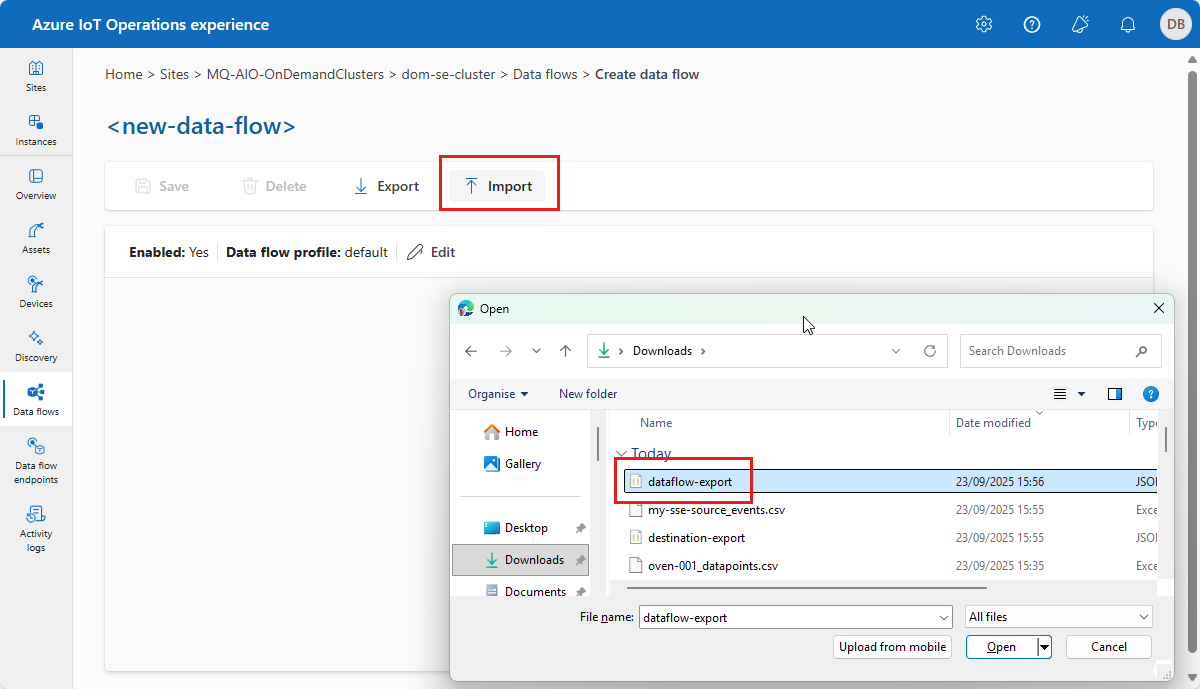 Azure IoT Operations experience
DB
Home > Sites > MQ-AIO-OnDemandClusters > dom-se-cluster > Data flows > Create data flow
<new-data-flow>
Save Delete Export Import
Enabled: Yes Data flow profile: default Edit
Sites
Instances
Overview
Assets
Devices
Discovery
Data flows
Data flow
endpoints
Activity
logs
Open
Downloads
Search Downloads
Organise New folder
Home
Gallery
Desktop
Downloads
Documents
Name Date modified Type
Today
dataflow-export 23/09/2025 15:56 JSO
my-sse-source_events.csv 23/09/2025 15:55 Exce
destination-export 23/09/2025 15:55 JSO
oven-001_datapoints.csv 23/09/2025 15:35 Exce
File name: dataflow-export All files
Upload from mobile Open Cancel